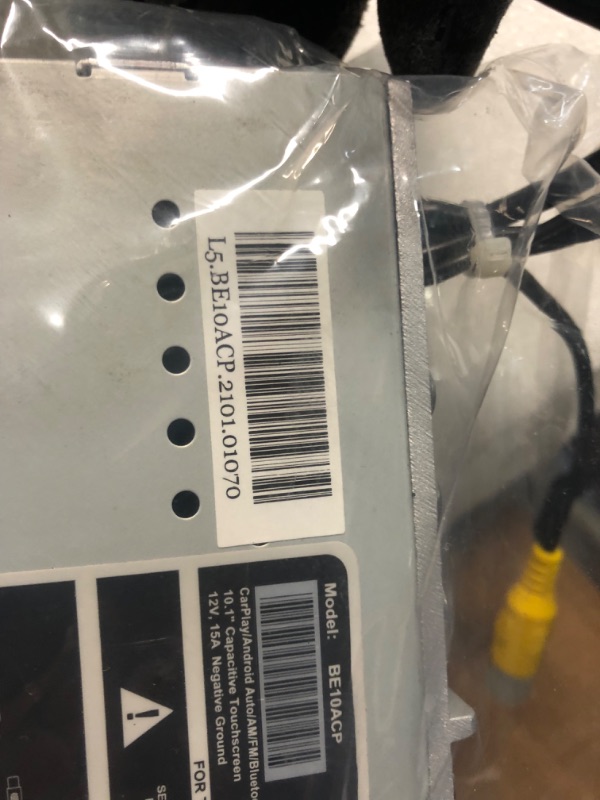 L5.BE10ACP.2101.01070
Model: BE10ACP
CarPlay/Android Auto/AM/FM/Blueto
10.1" Capacitive Touchscreen
12V, 15A Negative Ground
FOR
SE